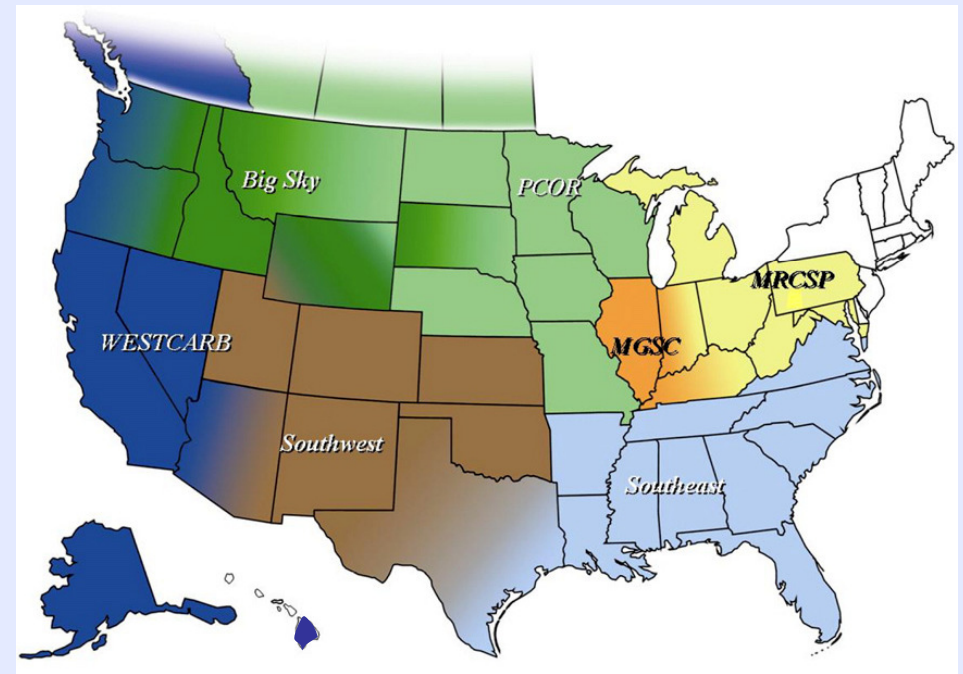 Big Sky
PCOR
MRCSP
WESTCARB
MGSC
Southwest
Southeast